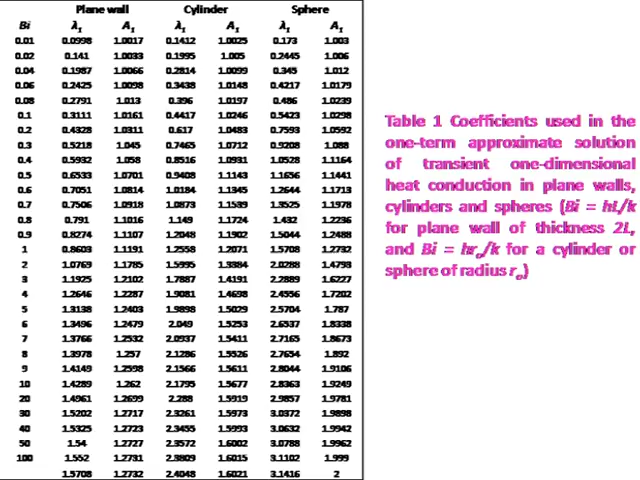 Plane wall Cylinder Sphere
Bi λ₁ A₁ λ₁ A₁ λ₁ A₁
0.01 0.0998 1.0017 0.1412 1.0025 0.173 1.003
0.02 0.141 1.0033 0.1995 1.005 0.2445 1.006
0.04 0.1987 1.0066 0.2814 1.0099 0.345 1.012
0.06 0.2425 1.0098 0.3438 1.0148 0.4217 1.0179
0.08 0.2791 1.013 0.396 1.0197 0.486 1.0239
0.1 0.3111 1.0161 0.4417 1.0246 0.5423 1.0298
0.2 0.4328 1.0311 0.617 1.0483 0.7593 1.0592
0.3 0.5218 1.045 0.7465 1.0712 0.9208 1.088
0.4 0.5932 1.058 0.8516 1.0931 1.0528 1.1164
0.5 0.6533 1.0701 0.9408 1.1143 1.1656 1.1441
0.6 0.7051 1.0814 1.0184 1.1345 1.2644 1.1713
0.7 0.7506 1.0918 1.0873 1.1539 1.3525 1.1978
0.8 0.791 1.1016 1.149 1.1724 1.432 1.2236
0.9 0.8274 1.1107 1.2048 1.1902 1.5044 1.2488
1 0.8603 1.1191 1.2558 1.2071 1.5708 1.2732
2 1.0769 1.1785 1.5995 1.3384 2.0288 1.4793
3 1.1925 1.2102 1.7887 1.4191 2.2889 1.6227
4 1.2646 1.2287 1.9081 1.4698 2.4556 1.7202
5 1.3138 1.2403 1.9898 1.5029 2.5704 1.787
6 1.3496 1.2479 2.049 1.5253 2.6537 1.8338
7 1.3766 1.2532 2.0937 1.5411 2.7165 1.8673
8 1.3978 1.257 2.1286 1.5526 2.7654 1.892
9 1.4149 1.2598 2.1566 1.5611 2.8044 1.9106
10 1.4289 1.262 2.1795 1.5677 2.8363 1.9249
20 1.4961 1.2699 2.288 1.5919 2.9857 1.9781
30 1.5202 1.2717 2.3261 1.5973 3.0372 1.9898
40 1.5325 1.2723 2.3455 1.5993 3.0632 1.9942
50 1.54 1.2727 2.3572 1.6002 3.0788 1.9962
100 1.552 1.2731 2.3809 1.6015 3.1102 1.999
1.5708 1.2732 2.4048 1.6021 3.1416 2
Table 1 Coefficients used in the
one-term approximate solution
of transient one-dimensional
heat conduction in plane walls,
cylinders and spheres (Bi = hL/k
for plane wall of thickness 2L,
and Bi = hrₒ/k for a cylinder or
sphere of radius rₒ)